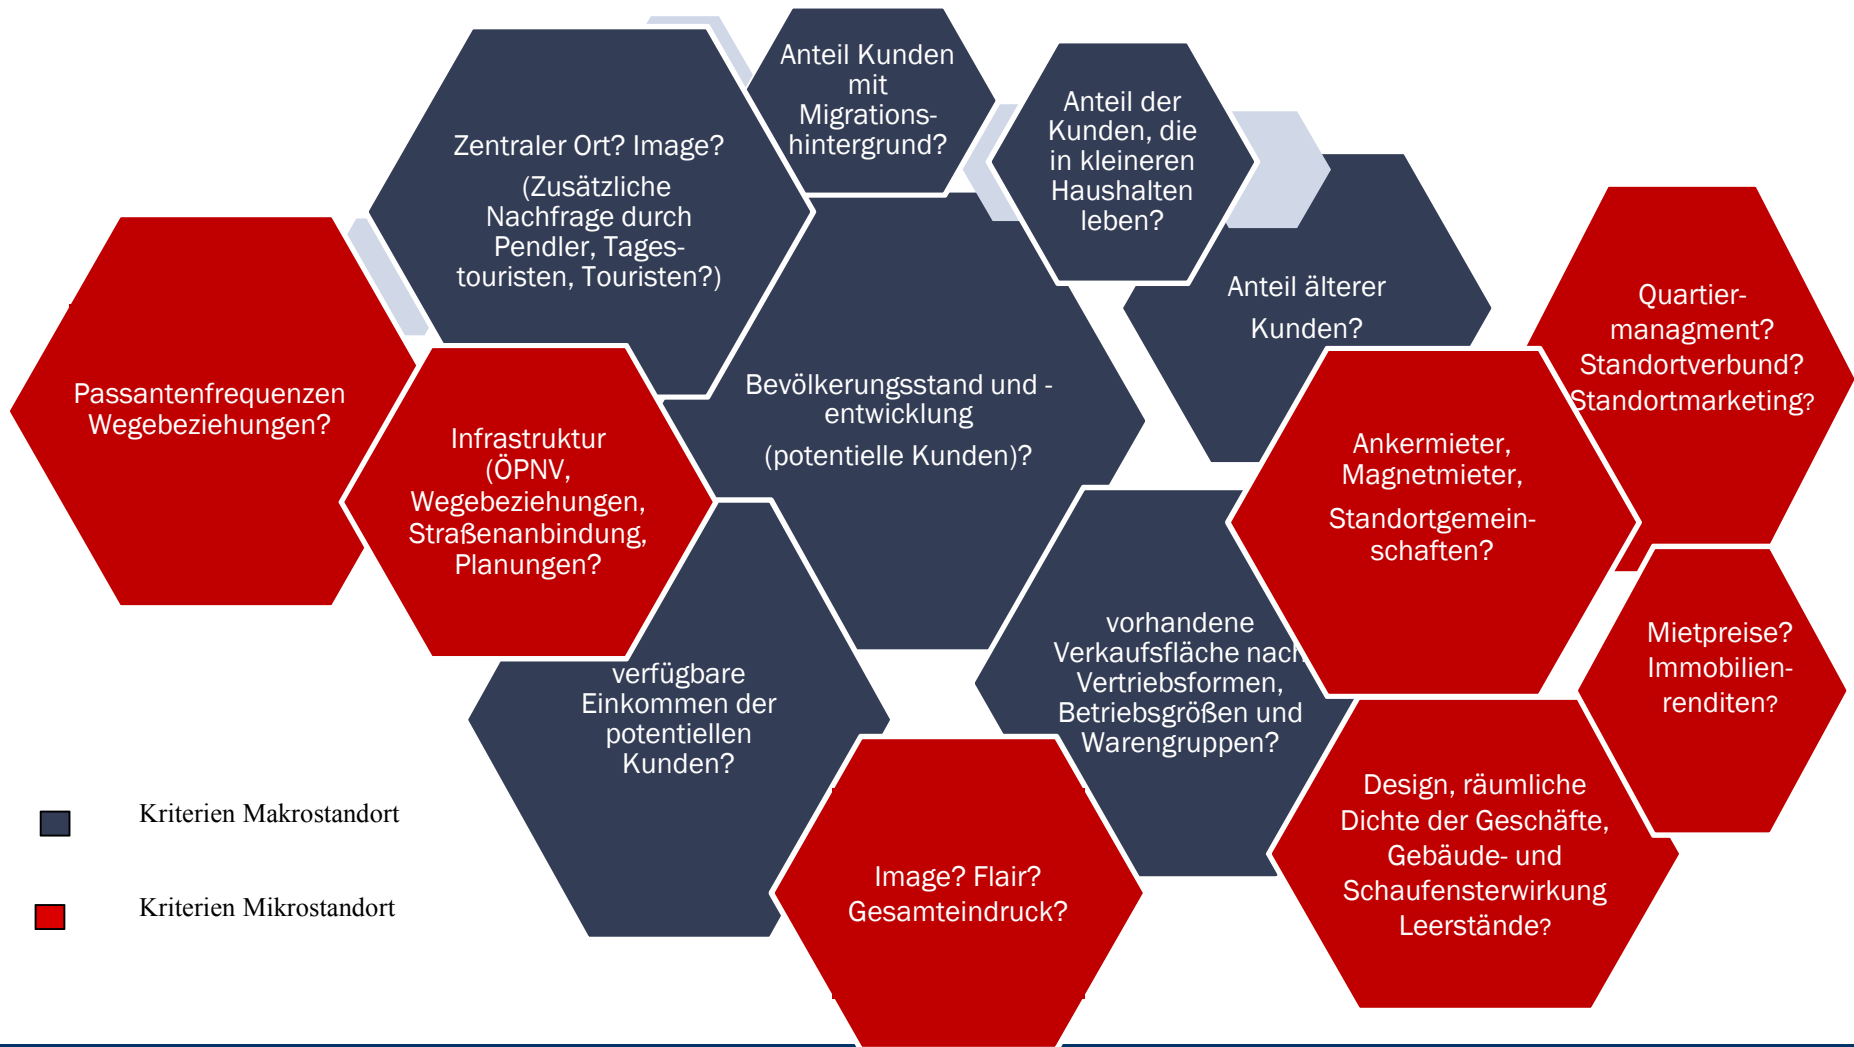 Anteil Kunden
mit
Migrations-
hintergrund?
Anteil der
Kunden, die
in kleineren
Haushalten
leben?
Zentraler Ort? Image?
(Zusätzliche
Nachfrage durch
Pendler, Tages-
touristen, Touristen?)
Anteil älterer
Kunden?
Quartier-
managment?
Standortverbund?
Standortmarketing?
Passantenfrequenzen
Wegebeziehungen?
Bevölkerungsstand und -
entwicklung
(potentielle Kunden)?
Infrastruktur
(ÖPNV,
Wegebeziehungen,
Straßenanbindung,
Planungen?
Ankermieter,
Magnetmieter,
Standortgemein-
schaften?
vorhandene
Verkaufsfläche nach
Vertriebsformen,
Betriebsgrößen und
Warengruppen?
Mietpreise?
Immobilien-
renditen?
verfügbare
Einkommen der
potentiellen
Kunden?
Design, räumliche
Dichte der Geschäfte,
Gebäude- und
Schaufensterwirkung
Leerstände?
Image? Flair?
Gesamteindruck?
Kriterien Makrostandort
Kriterien Mikrostandort